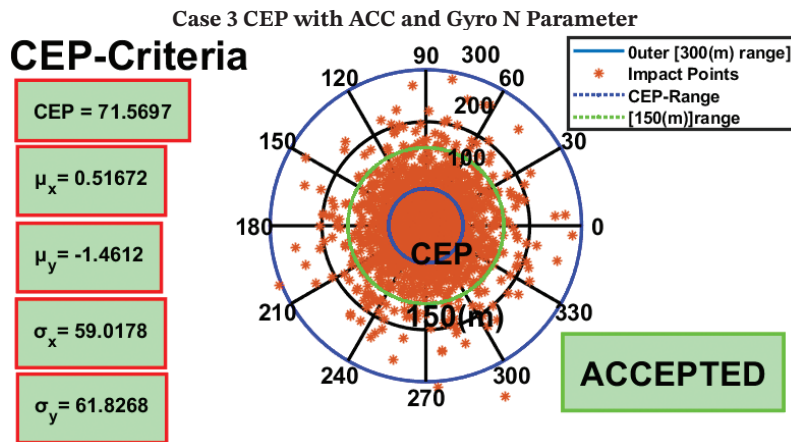 Case 3 CEP with ACC and Gyro N Parameter
CEP-Criteria
CEP = 71.5697
μx = 0.51672
μy = -1.4612
σx = 59.0178
σy = 61.8268
90
300
120
60
200
150
100
30
180
0
CEP
210
150(m)
330
240
300
270
0uter [300(m) range]
Impact Points
CEP-Range
[150(m)]range
ACCEPTED